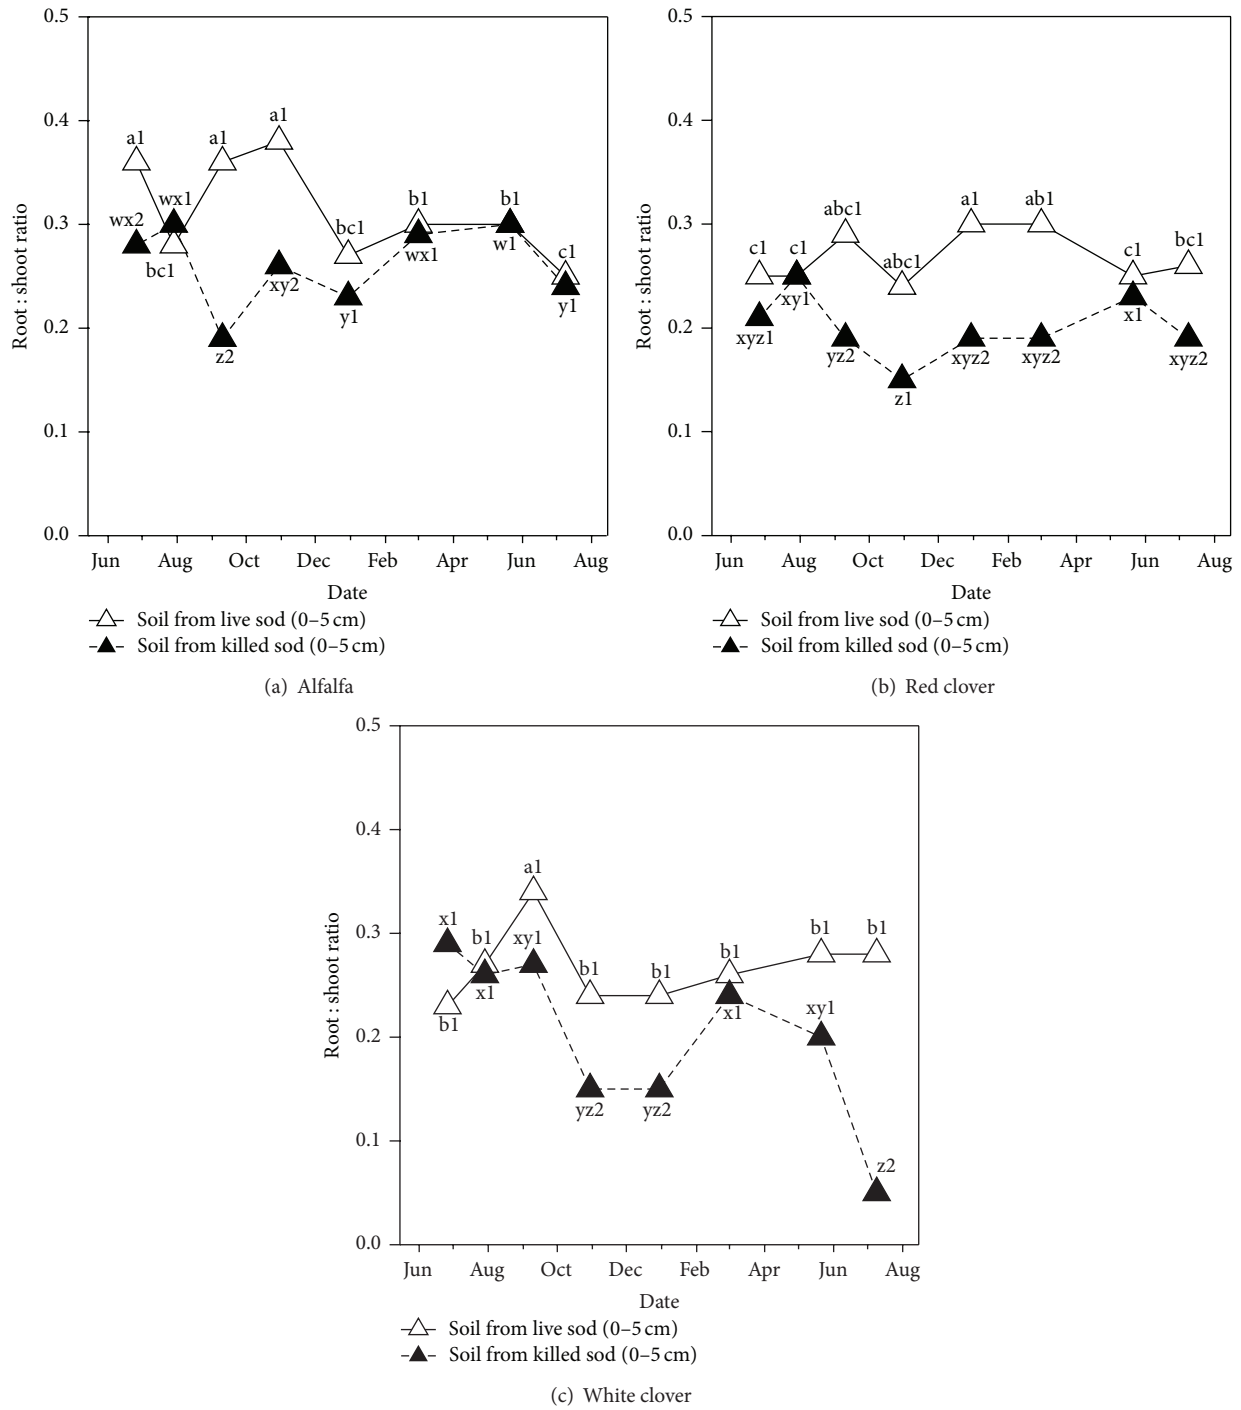 0.5
0.4
0.3
0.2
0.1
0.0
Root : shoot ratio
a1
a1
a1
wx2
wx1
bc1
z2
xy2
bc1
y1
b1
wx1
b1
w1
c1
y1
Jun Aug Oct Dec Feb Apr Jun Aug
Date
Soil from live sod (0–5 cm)
Soil from killed sod (0–5 cm)
(a) Alfalfa
0.5
0.4
0.3
0.2
0.1
0.0
Root : shoot ratio
c1
c1
abc1
abc1
a1
ab1
c1
bc1
xyz1
xy1
yz2
z1
xyz2
xyz2
x1
xyz2
Jun Aug Oct Dec Feb Apr Jun Aug
Date
Soil from live sod (0–5 cm)
Soil from killed sod (0–5 cm)
(b) Red clover
0.5
0.4
0.3
0.2
0.1
0.0
Root : shoot ratio
x1
b1
b1
x1
a1
xy1
b1
yz2
b1
yz2
b1
x1
b1
xy1
b1
z2
Jun Aug Oct Dec Feb Apr Jun Aug
Date
Soil from live sod (0–5 cm)
Soil from killed sod (0–5 cm)
(c) White clover